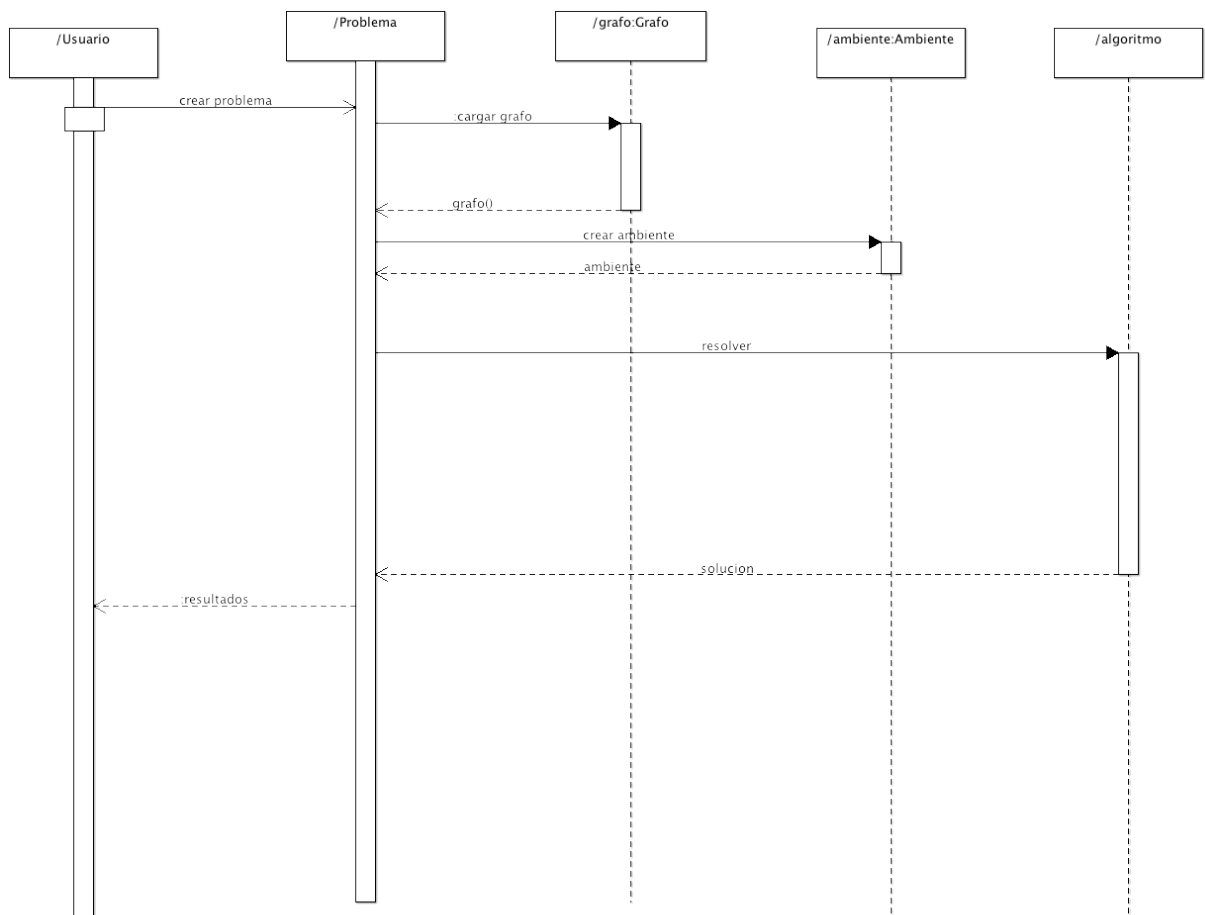 /Usuario
/Problema
/grafo:Grafo
/ambiente:Ambiente
/algoritmo
crear problema
:cargar grafo
grafo()
crear ambiente
ambiente
resolver
solucion
:resultados